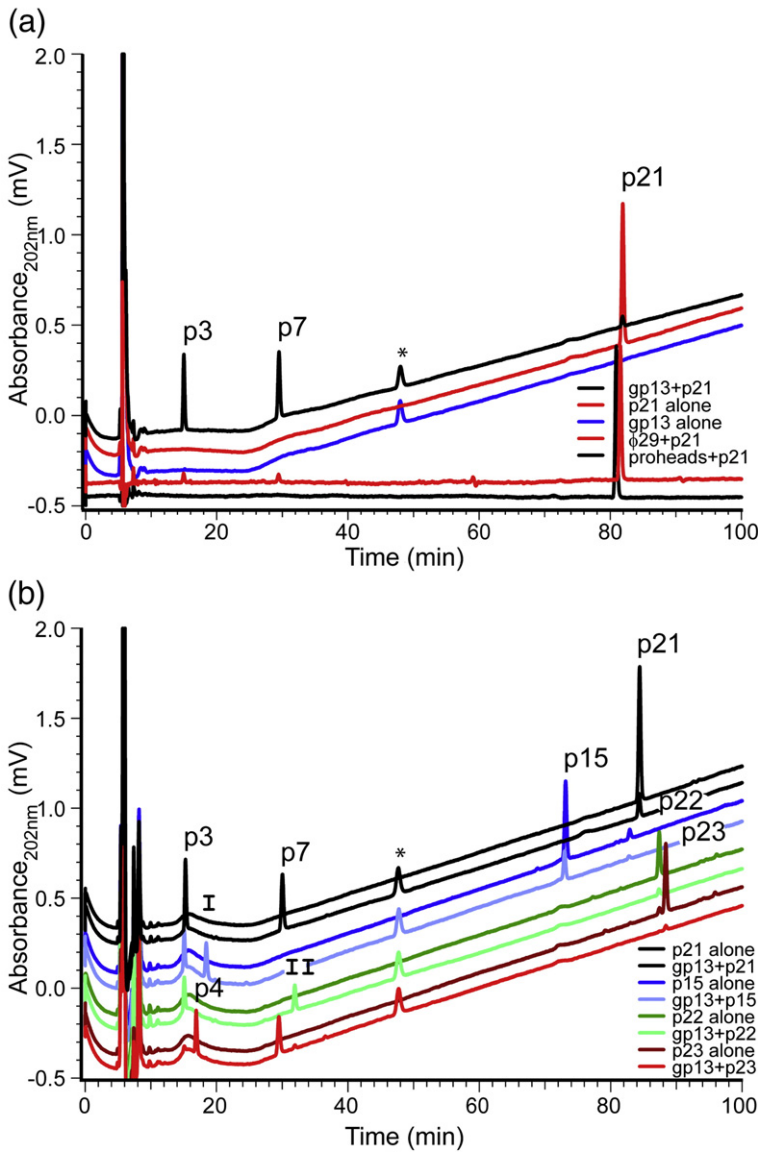 (a)
2.0
1.5
1.0
0.5
0.0
-0.5
Absorbance202nm (mV)
p3
p7
*
p21
gp13+p21
p21 alone
gp13 alone
ϕ29+p21
proheads+p21
0
20
40
60
80
100
Time (min)
(b)
2.0
1.5
1.0
0.5
0.0
-0.5
Absorbance202nm (mV)
p21
p15
p22
p23
p3
I
p7
*
II
p4
p21 alone
gp13+p21
p15 alone
gp13+p15
p22 alone
gp13+p22
p23 alone
gp13+p23
0
20
40
60
80
100
Time (min)